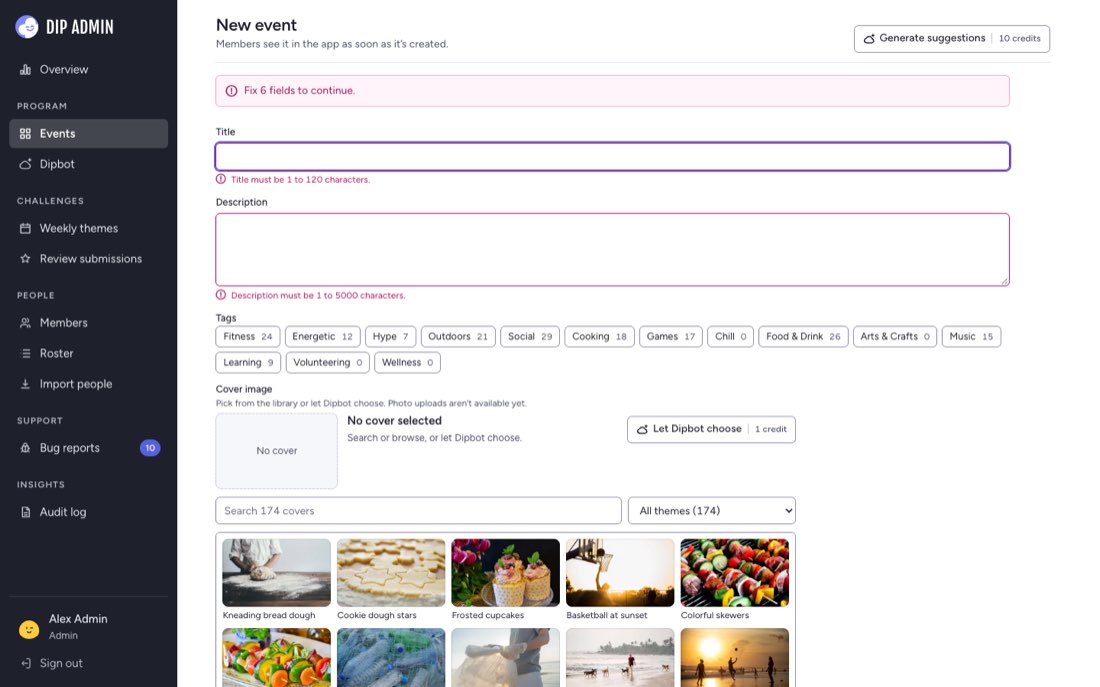 DIP ADMIN
Overview
PROGRAM
Events
Dipbot
CHALLENGES
Weekly themes
Review submissions
PEOPLE
Members
Roster
Import people
SUPPORT
Bug reports 10
INSIGHTS
Audit log
Alex Admin
Admin
Sign out
New event
Members see it in the app as soon as it's created.
Generate suggestions 10 credits
Fix 6 fields to continue.
Title
Title must be 1 to 120 characters.
Description
Description must be 1 to 5000 characters.
Tags
Fitness 24 Energetic 12 Hype 7 Outdoors 21 Social 29 Cooking 18 Games 17 Chill 0 Food & Drink 26 Arts & Crafts 0 Music 15
Learning 9 Volunteering 0 Wellness 0
Cover image
Pick from the library or let Dipbot choose. Photo uploads aren't available yet.
No cover
No cover selected
Search or browse, or let Dipbot choose.
Let Dipbot choose 1 credit
Search 174 covers
All themes (174)
Kneading bread dough Cookie dough stars Frosted cupcakes Basketball at sunset Colorful skewers